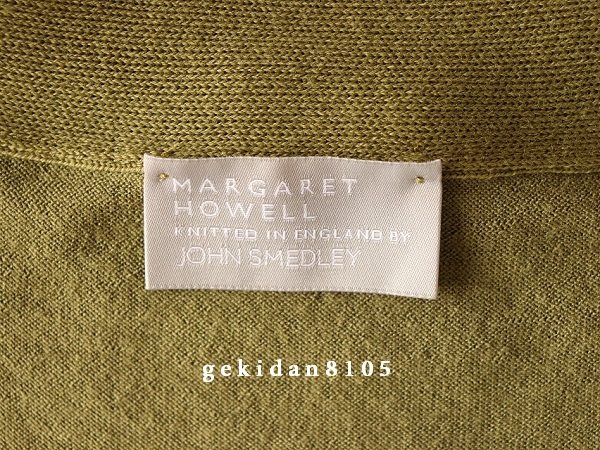 MARGARET
HOWELL
KNITTED IN ENGLAND BY
JOHN SMEDLEY
gekidan8105